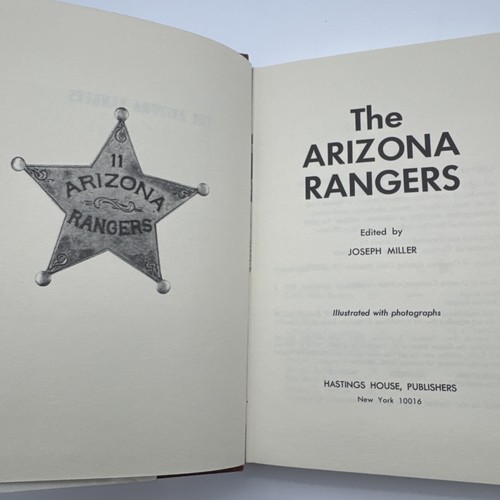 11
ARIZONA
RANGERS
The
ARIZONA
RANGERS
Edited by
JOSEPH MILLER
Illustrated with photographs
HASTINGS HOUSE, PUBLISHERS
New York 10016